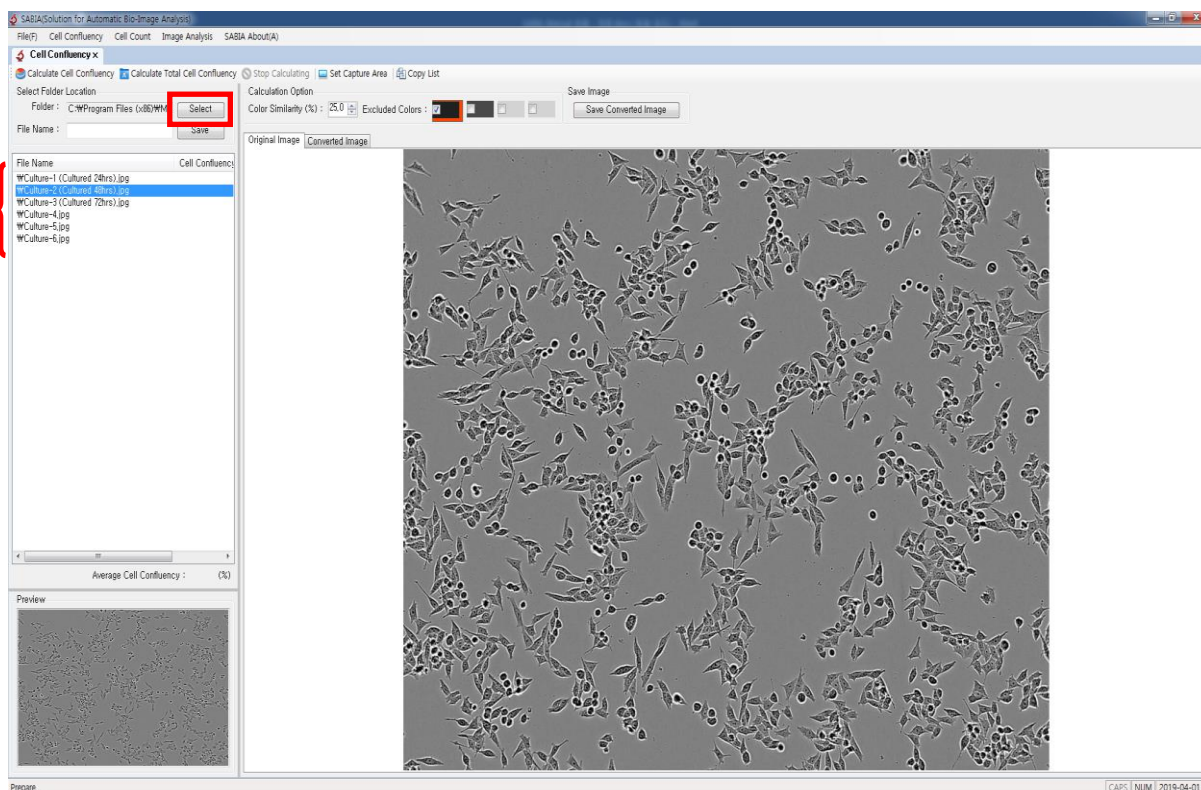 SABIA(Solution for Automatic Bio-Image Analysis)
File(F) Cell Confluency Cell Count Image Analysis SABIA About(A)
Cell Confluency x
Calculate Cell Confluency Calculate Total Cell Confluency Stop Calculating Set Capture Area Copy List
Select Folder Location
Folder : C:₩Program Files (x86)₩M Select
File Name : Save
Calculation Option
Color Similarity (%) : 25.0 Excluded Colors :
Save Image
Save Converted Image
Original Image Converted Image
File Name Cell Confluency
₩Culture-1 (Cultured 24hrs).jpg
₩Culture-2 (Cultured 48hrs).jpg
₩Culture-3 (Cultured 72hrs).jpg
₩Culture-4.jpg
₩Culture-5.jpg
₩Culture-6.jpg
Average Cell Confluency : (%)
Preview
Prepare
CAPS NUM 2019-04-01